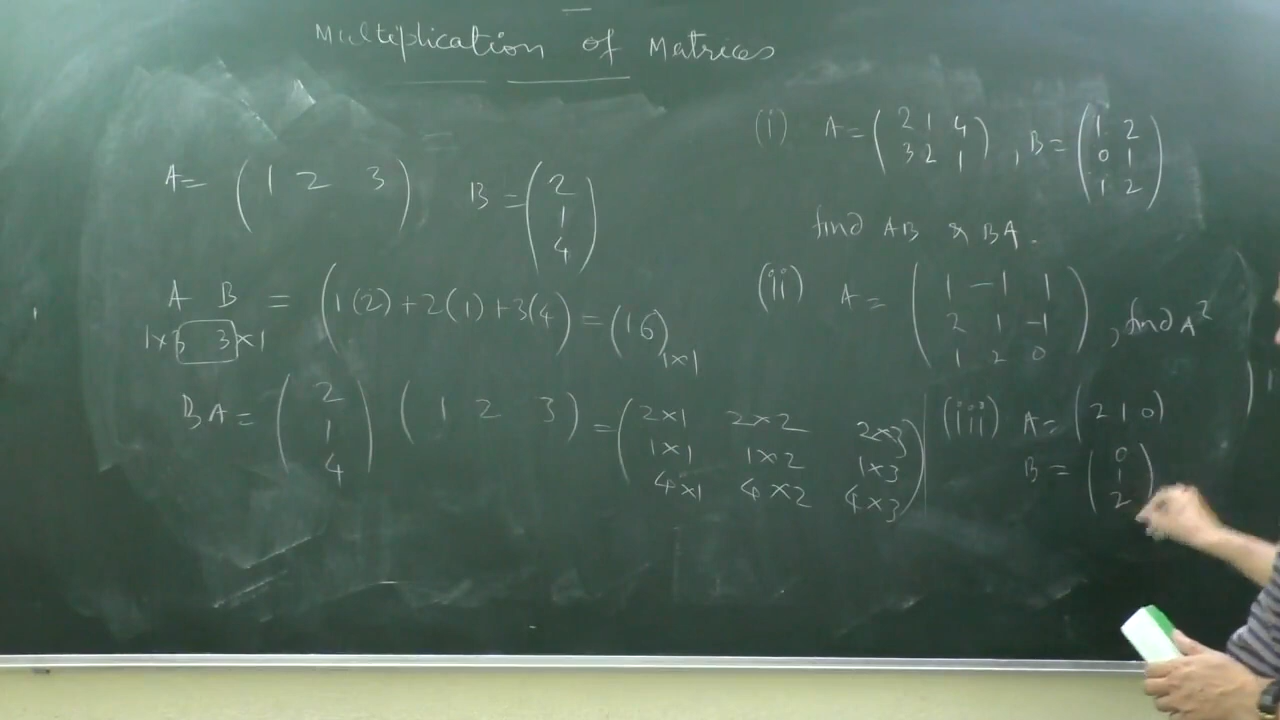 Multiplication of Matrices
A = ( 1 2 3 ) B = ( 2
1
4 )
A B = ( 1(2) + 2(1) + 3(4) ) = (16)1×1
1×3 3×1
BA = ( 2
1
4 ) ( 1 2 3 ) = ( 2×1 2×2 2×3
1×1 1×2 1×3
4×1 4×2 4×3 )
(i) A = ( 2 1 4
3 2 1 ) , B = ( 1 2
0 1
1 2 )
find AB & BA.
(ii) A = ( 1 -1 1
2 1 -1
1 2 0 ) , find A²
(iii) A = ( 2 1 0 )
B = ( 0
1
2 )